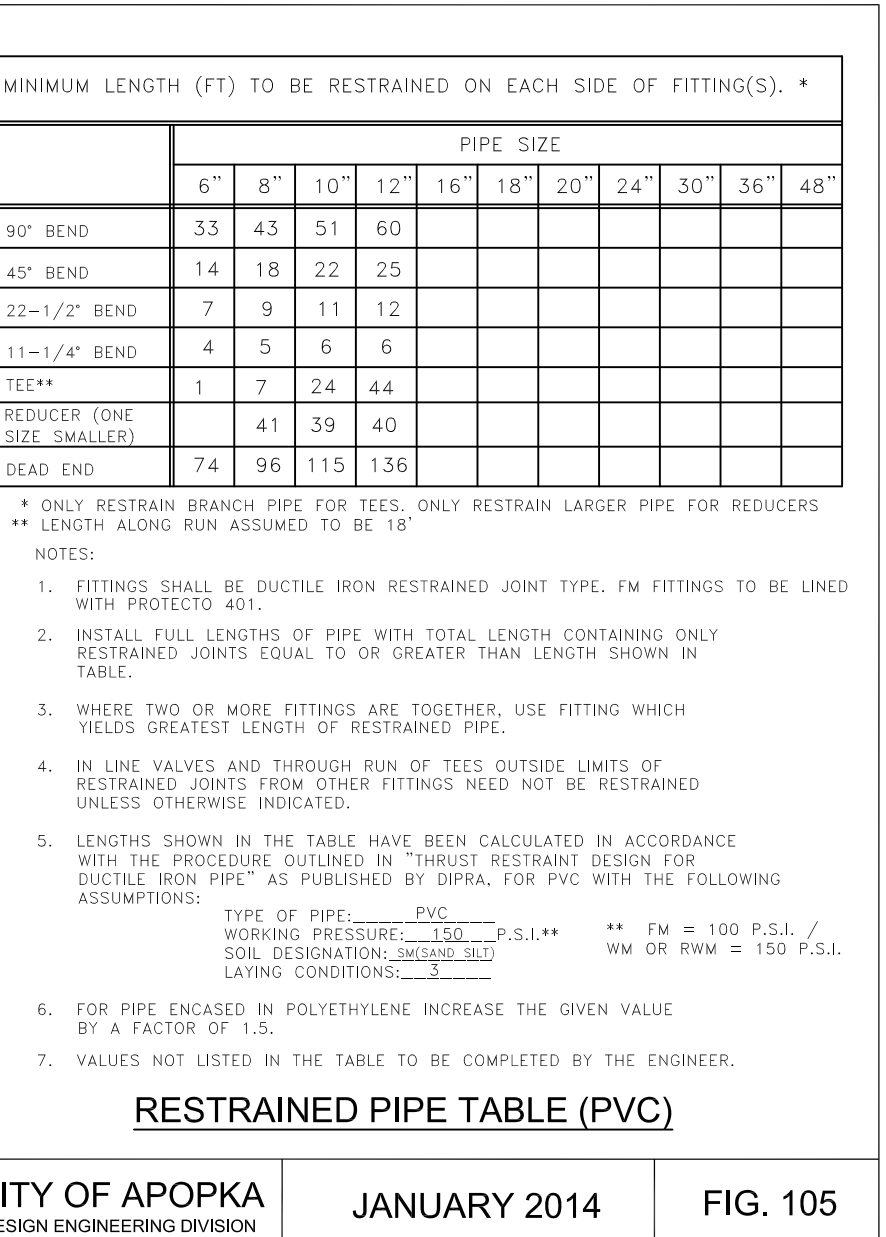 MINIMUM LENGTH (FT) TO BE RESTRAINED ON EACH SIDE OF FITTING(S). *
PIPE SIZE
6" 8" 10" 12" 16" 18" 20" 24" 30" 36" 48"
90° BEND 33 43 51 60
45° BEND 14 18 22 25
22-1/2° BEND 7 9 11 12
11-1/4° BEND 4 5 6 6
TEE** 1 7 24 44
REDUCER (ONE
SIZE SMALLER) 41 39 40
DEAD END 74 96 115 136
* ONLY RESTRAIN BRANCH PIPE FOR TEES. ONLY RESTRAIN LARGER PIPE FOR REDUCERS
** LENGTH ALONG RUN ASSUMED TO BE 18'
NOTES:
1. FITTINGS SHALL BE DUCTILE IRON RESTRAINED JOINT TYPE. FM FITTINGS TO BE LINED
WITH PROTECTO 401.
2. INSTALL FULL LENGTHS OF PIPE WITH TOTAL LENGTH CONTAINING ONLY
RESTRAINED JOINTS EQUAL TO OR GREATER THAN LENGTH SHOWN IN
TABLE.
3. WHERE TWO OR MORE FITTINGS ARE TOGETHER, USE FITTING WHICH
YIELDS GREATEST LENGTH OF RESTRAINED PIPE.
4. IN LINE VALVES AND THROUGH RUN OF TEES OUTSIDE LIMITS OF
RESTRAINED JOINTS FROM OTHER FITTINGS NEED NOT BE RESTRAINED
UNLESS OTHERWISE INDICATED.
5. LENGTHS SHOWN IN THE TABLE HAVE BEEN CALCULATED IN ACCORDANCE
WITH THE PROCEDURE OUTLINED IN "THRUST RESTRAINT DESIGN FOR
DUCTILE IRON PIPE" AS PUBLISHED BY DIPRA, FOR PVC WITH THE FOLLOWING
ASSUMPTIONS:
TYPE OF PIPE:_____PVC____
WORKING PRESSURE:__150__P.S.I.** ** FM = 100 P.S.I. /
SOIL DESIGNATION:_SM(SAND SILT) WM OR RWM = 150 P.S.I.
LAYING CONDITIONS:__3____
6. FOR PIPE ENCASED IN POLYETHYLENE INCREASE THE GIVEN VALUE
BY A FACTOR OF 1.5.
7. VALUES NOT LISTED IN THE TABLE TO BE COMPLETED BY THE ENGINEER.
RESTRAINED PIPE TABLE (PVC)
ITY OF APOPKA JANUARY 2014 FIG. 105
ESIGN ENGINEERING DIVISION